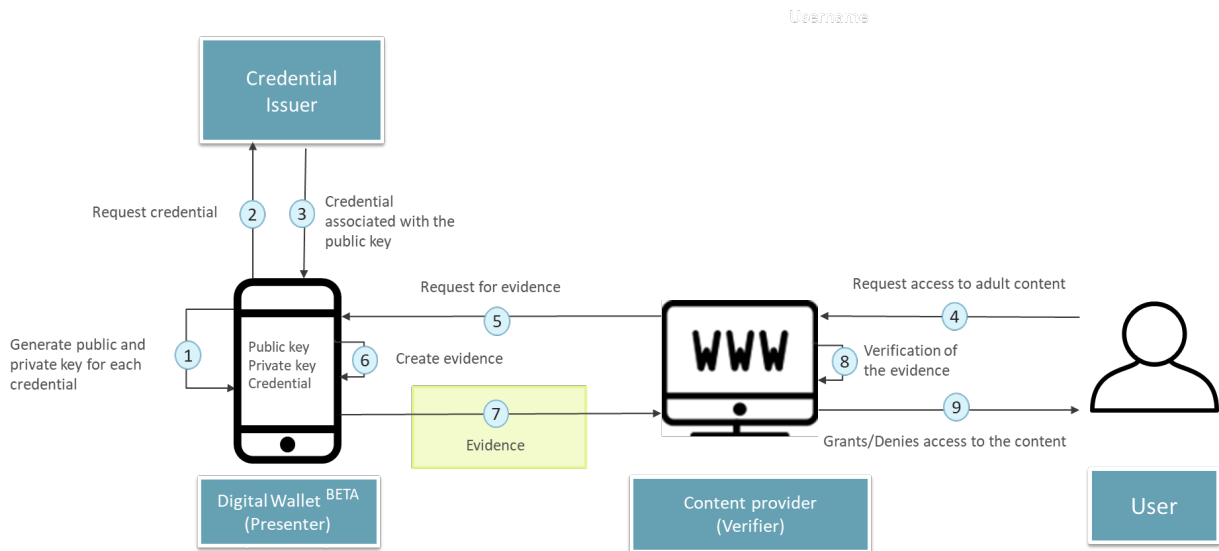 Username
Credential
Issuer
Request credential
2
3
Credential
associated with the
public key
Request for evidence
Request access to adult content
5
4
Generate public and
private key for each
credential
1
Public key
Private key
Credential
6
Create evidence
WWW
8
Verification of
the evidence
7
Evidence
9
Grants/Denies access to the content
Digital Wallet BETA
(Presenter)
Content provider
(Verifier)
User